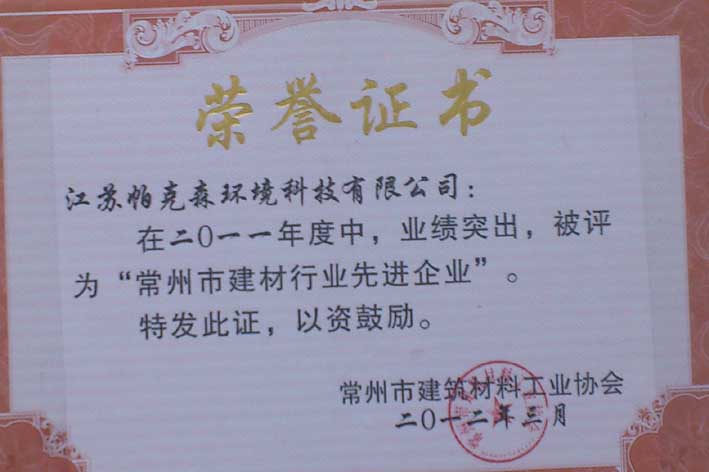 荣誉证书
江苏帕克森环境科技有限公司：
在二〇一一年度中，业绩突出，被评
为“常州市建材行业先进企业”。
特发此证，以资鼓励。
常州市建筑材料工业协会
二〇一二年三月